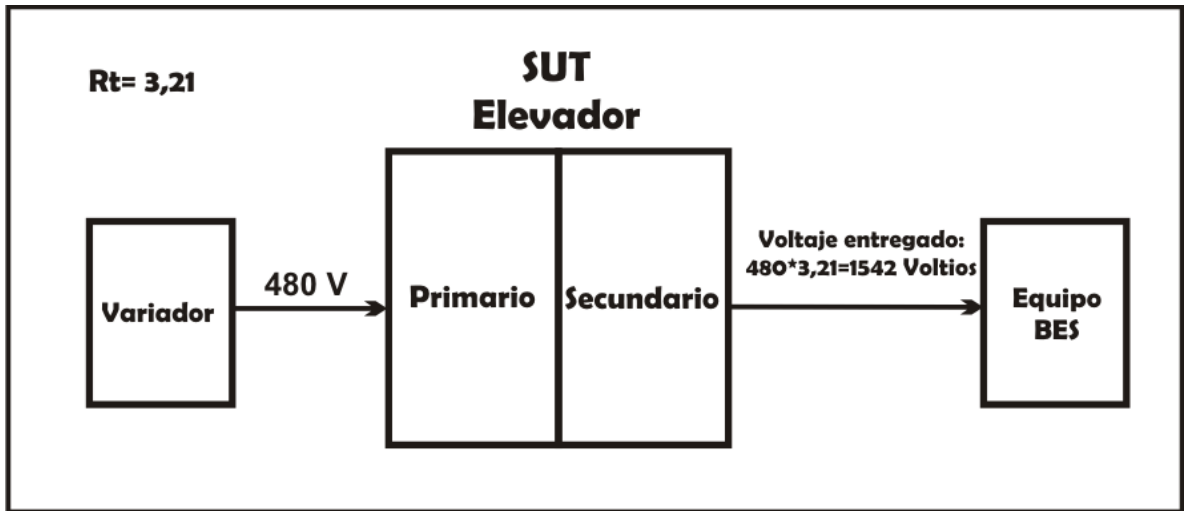 Rt= 3,21
SUT
Elevador
Variador
480 V
Primario
Secundario
Voltaje entregado:
480*3,21=1542 Voltios
Equipo
BES